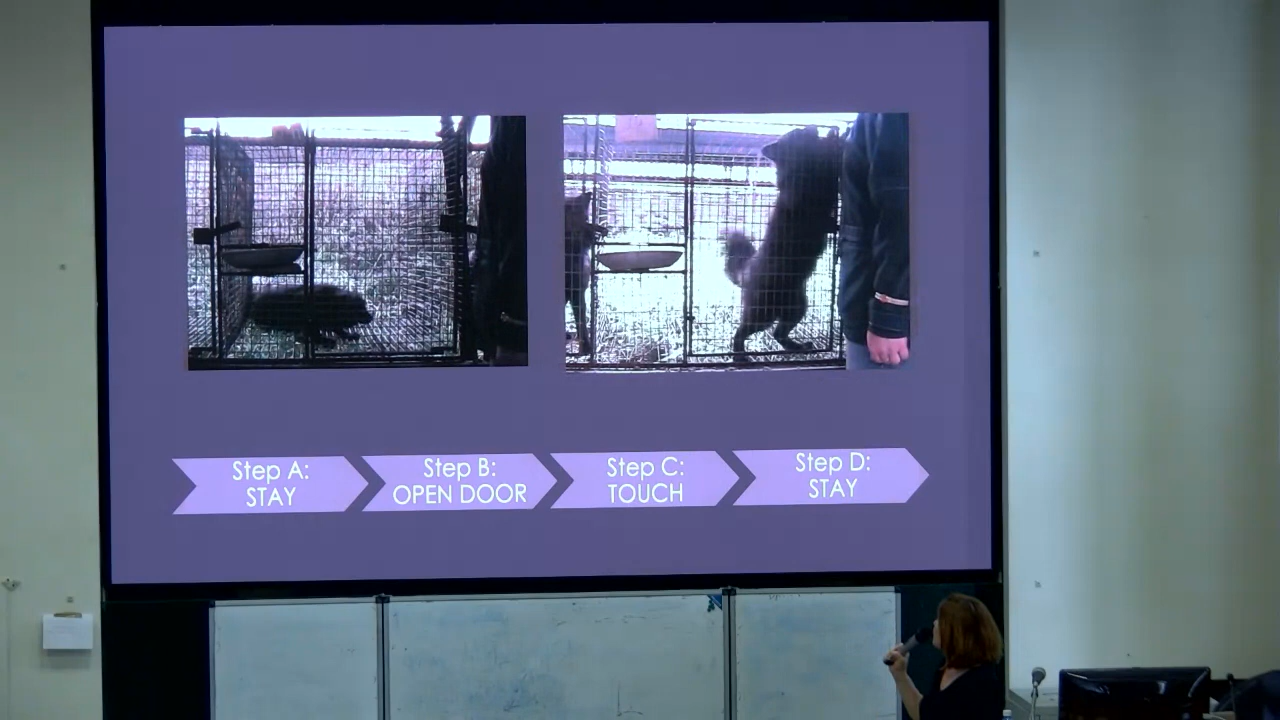 Step A:
STAY
Step B:
OPEN DOOR
Step C:
TOUCH
Step D:
STAY